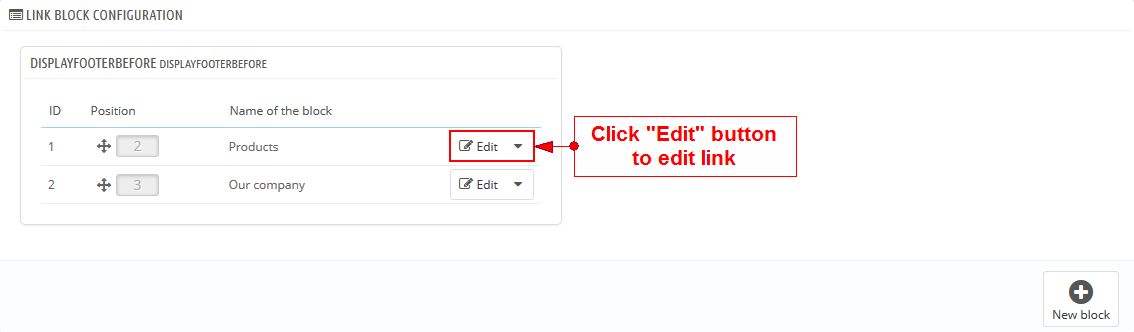 LINK BLOCK CONFIGURATION
DISPLAYFOOTERBEFORE DISPLAYFOOTERBEFORE
ID Position Name of the block
1 2 Products Edit
2 3 Our company Edit
Click "Edit" button
to edit link
New block